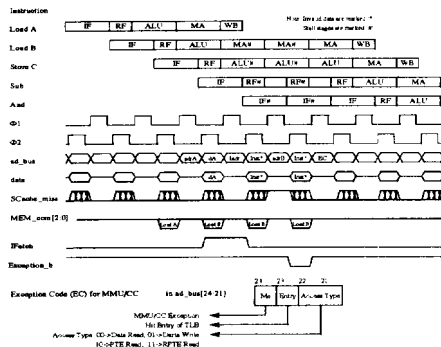 Instruction
Load A IF RF ALU MA WB
Note: Invalid data are marked *
Stall stages are marked #
Load B IF RF ALU MA# MA# MA WB
Store C IF RF ALU# ALU# ALU MA WB
Sub IF RF# RF# RF ALU MA
And IF# IF# IF RF ALU
Φ1
Φ2
ad_bus
data
SCache_miss
MEM_com[2:0] Load A Load B Load B
IFetch
Exception_b
Exception Code (EC) for MMU/CC in ad_bus[24:21]
24 23 22 21
Entry Access Type
MMU/CC Exception
Hit Entry of TLB
Access Type: 00->Data Read, 01->Data Write
10->PTE Read, 11->RPTE Read